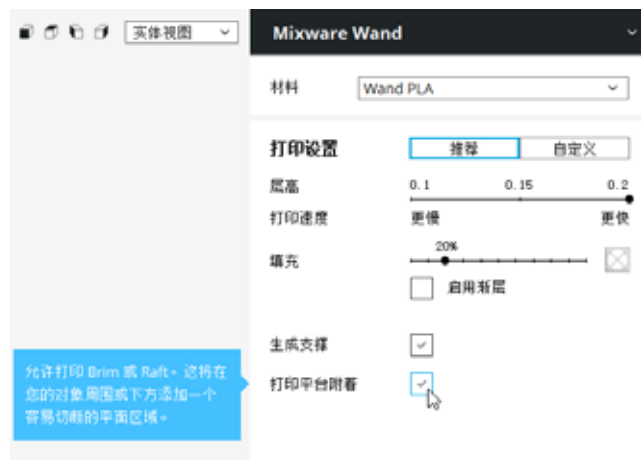 实体视图
Mixware Wand
材料 Wand PLA
打印设置 推荐 自定义
层高 0.1 0.15 0.2
打印速度 更慢 更快
20%
填充
启用渐层
生成支撑
打印平台附着
允许打印 Brim 或 Raft。这将在
您的对象周围或下方添加一个
容易切断的平面区域。